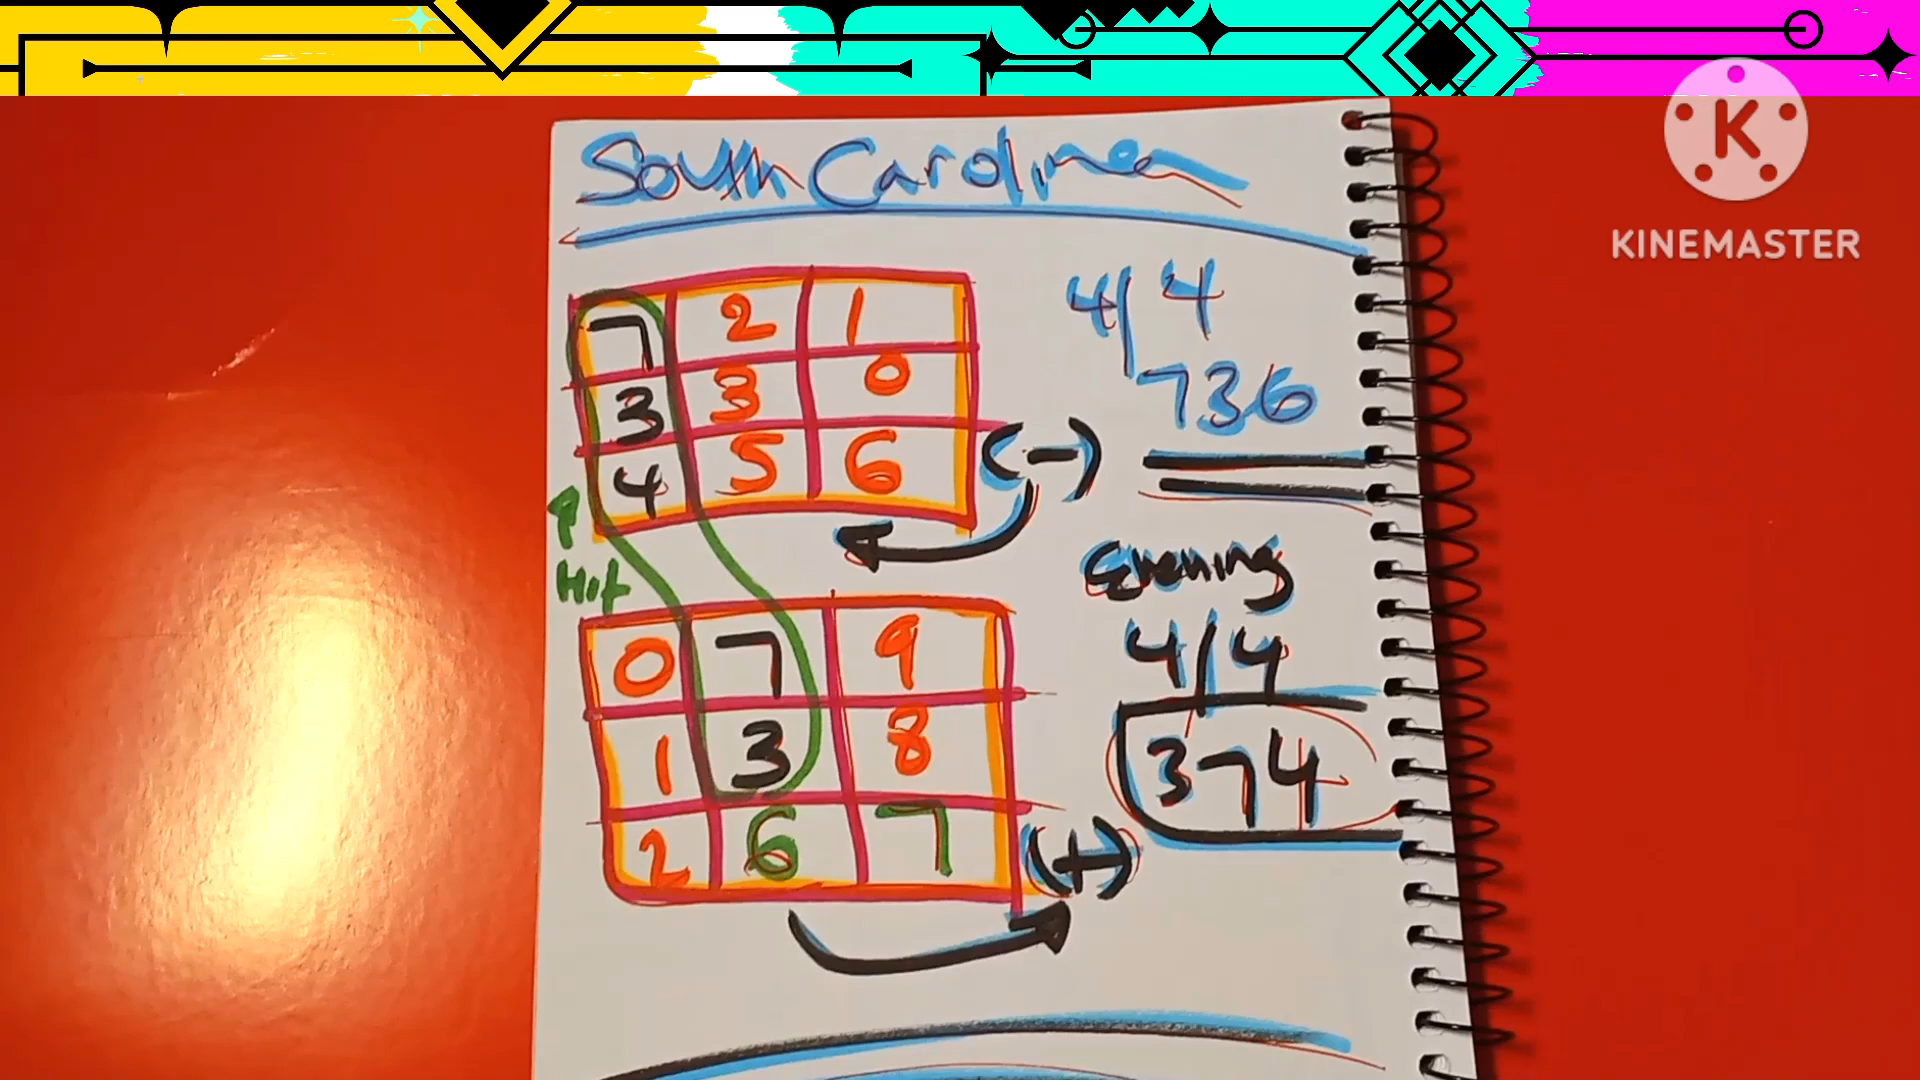 South Carolina
7 2 1
3 3 0
4 5 6
(-)
4/4
736
Hit
0 7 9
1 3 8
2 6 7
(+)
Evening
4/4
374
K
KINEMASTER